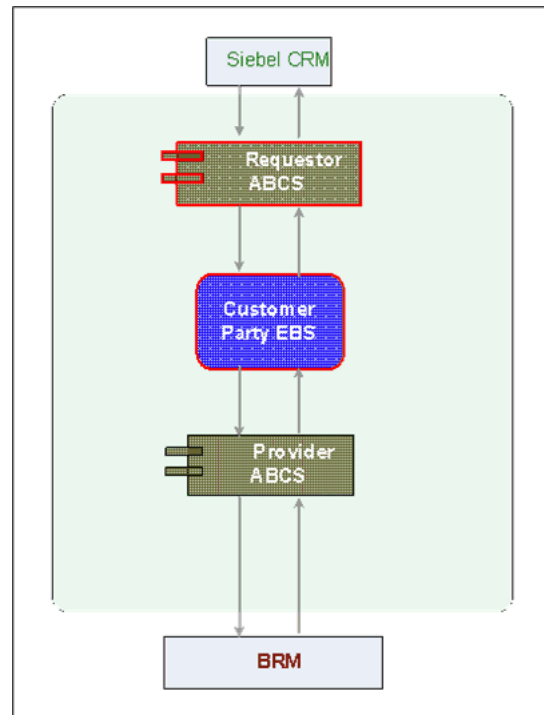 Siebel CRM
Requestor
ABCS
Customer
Party EBS
Provider
ABCS
BRM